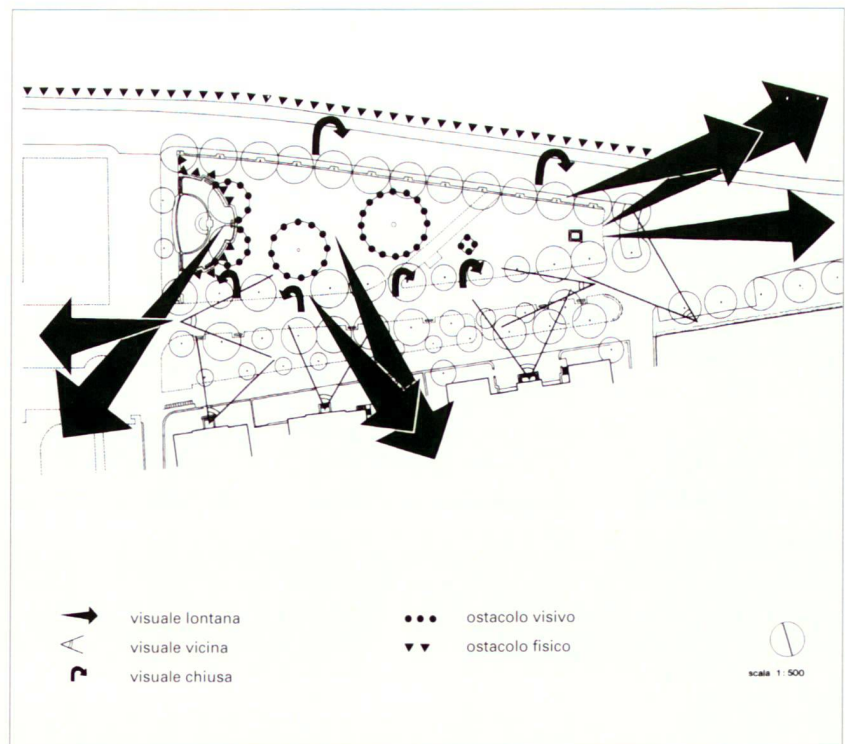 visuale lontana
visuale vicina
visuale chiusa
ostacolo visivo
ostacolo fisico
scala 1:500